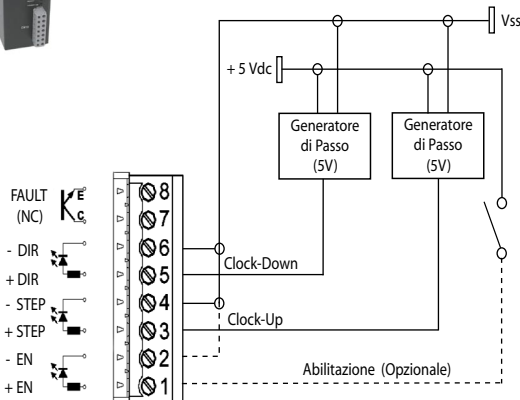 Vss
+ 5 Vdc
Generatore
di Passo
(5V)
Generatore
di Passo
(5V)
FAULT
(NC)
E
C
- DIR
+ DIR
- STEP
+ STEP
- EN
+ EN
8
7
6
5
4
3
2
1
Clock-Down
Clock-Up
Abilitazione (Opzionale)